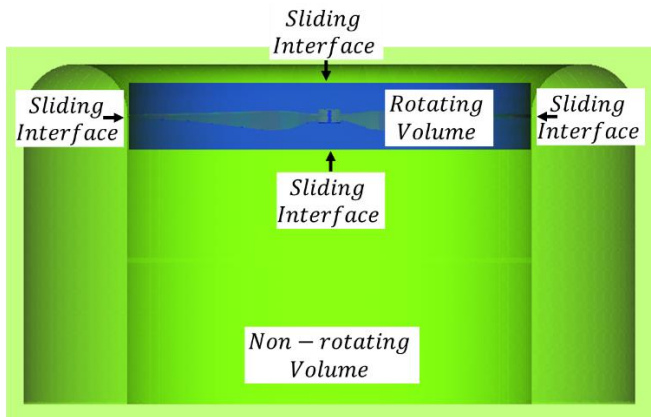 Sliding
Interface
Sliding
Interface
Rotating
Volume
Sliding
Interface
Sliding
Interface
Non − rotating
Volume